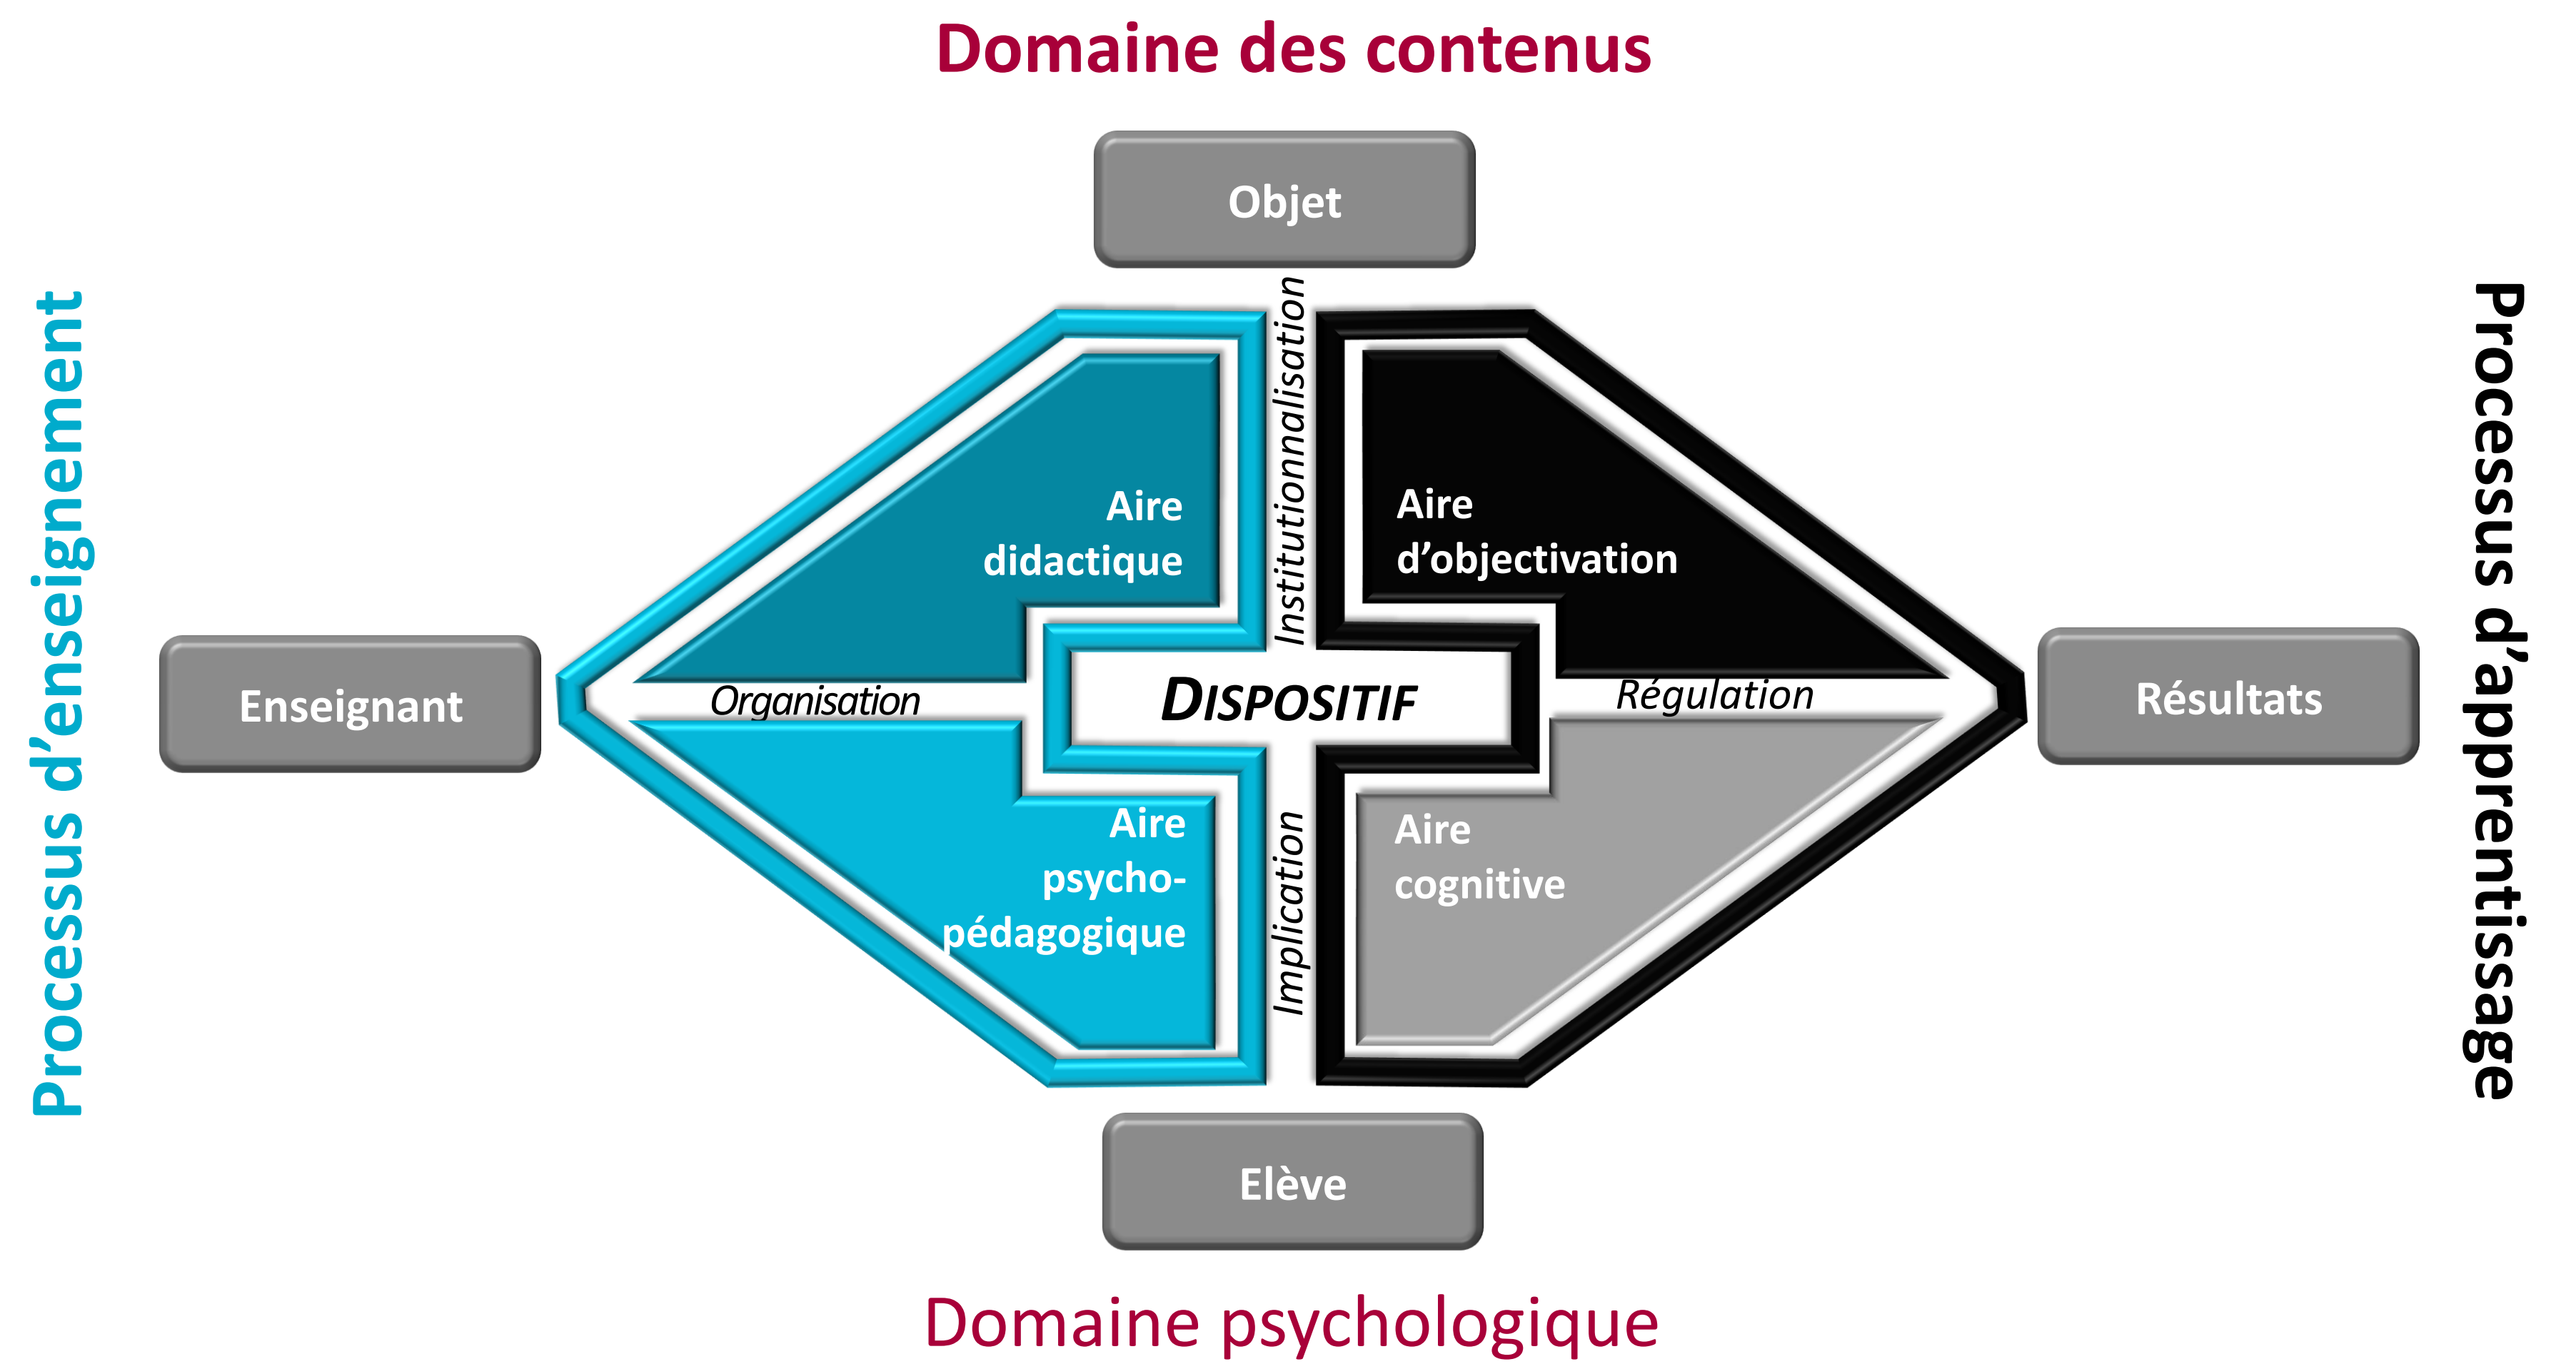 Domaine des contenus
Objet
Processus d'enseignement
Institutionnalisation
Processus d’apprentissage
Aire
didactique
Aire
d’objectivation
Enseignant
Organisation
DISPOSITIF
Régulation
Résultats
Aire
psycho-
pédagogique
Implication
Aire
cognitive
Elève
Domaine psychologique